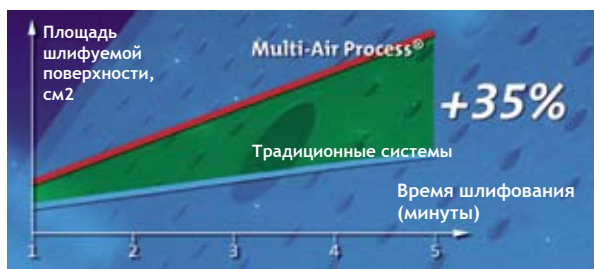 Площадь
шлифуемой
поверхности,
см2
Multi-Air Process®
+35%
Традиционные системы
Время шлифования
(минуты)
1 2 3 4 5